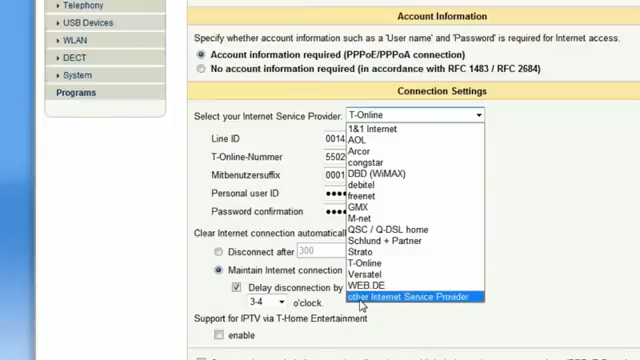 Telephony
USB Devices
WLAN
DECT
System
Programs
Account Information
Specify whether account information such as a 'User name' and 'Password' is required for Internet access.
Account information required (PPPoE/PPPoA connection)
No account information required (in accordance with RFC 1483 / RFC 2684)
Connection Settings
Select your Internet Service Provider: T-Online
1&1 Internet
AOL
Arcor
congstar
DBD (WiMAX)
debitel
freenet
GMX
M-net
QSC / Q-DSL home
Schlund + Partner
Strato
T-Online
Versatel
WEB.DE
other Internet Service Provider
Line ID 0014
T-Online-Nummer 5502
Mitbenutzersuffix 0001
Personal user ID ••••
Password confirmation ••••
Clear Internet connection automatically
Disconnect after 300
Maintain Internet connection
Delay disconnection by
3-4 o'clock.
Support for IPTV via T-Home Entertainment
enable